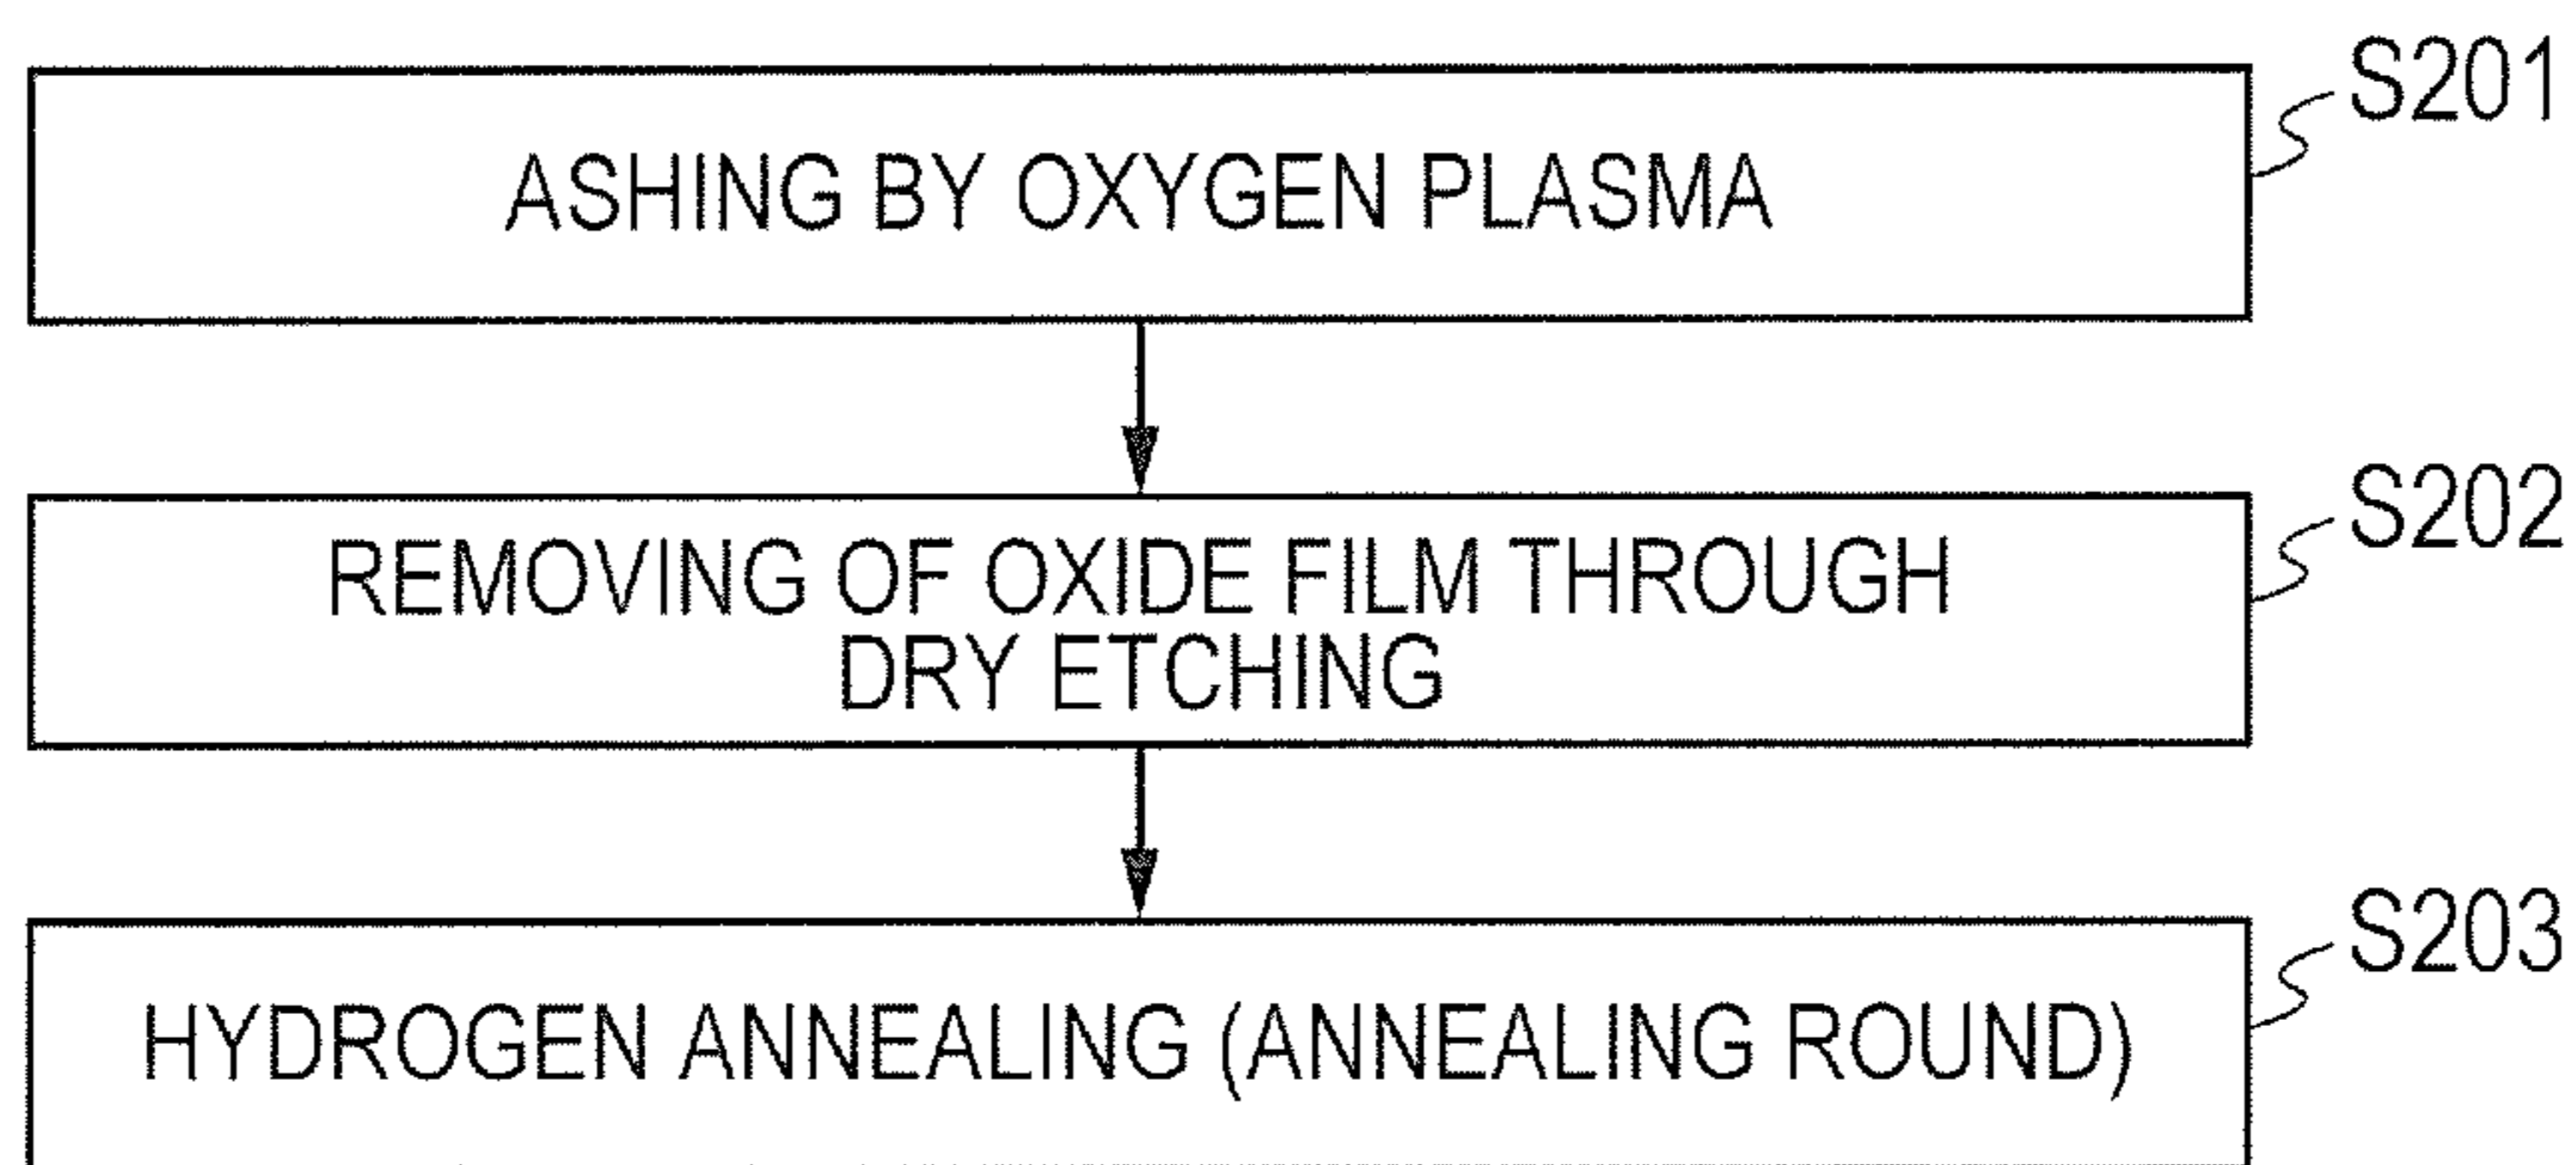 S201
ASHING BY OXYGEN PLASMA
S202
REMOVING OF OXIDE FILM THROUGH
DRY ETCHING
S203
HYDROGEN ANNEALING (ANNEALING ROUND)